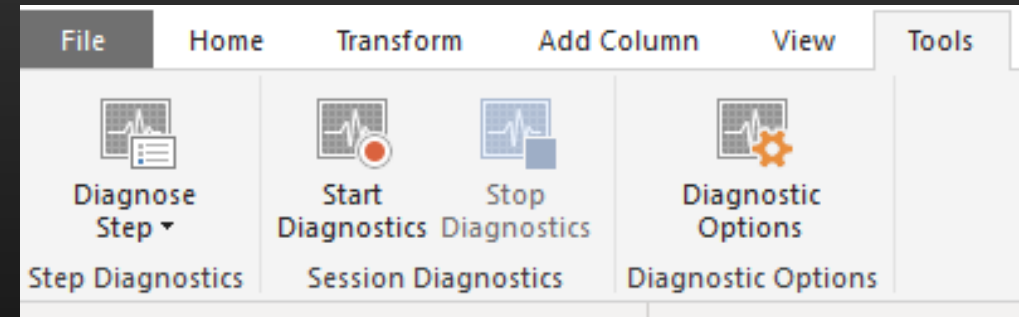 File Home Transform Add Column View Tools
Diagnose Start Stop Diagnostic
Step Diagnostics Diagnostics Options
Step Diagnostics Session Diagnostics Diagnostic Options